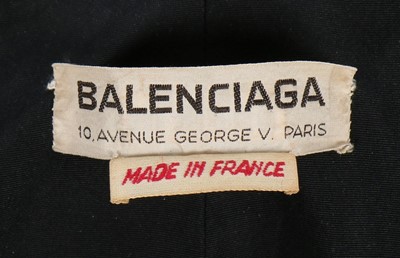 BALENCIAGA
10, AVENUE GEORGE V. PARIS
MADE IN FRANCE